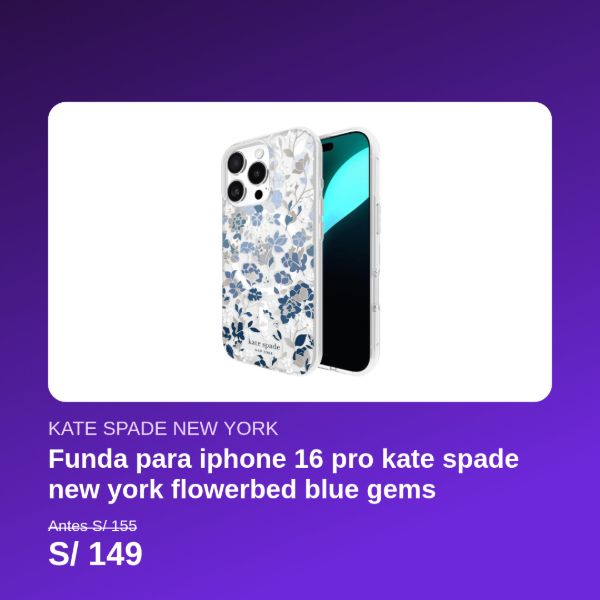 kate spade
NEW YORK
KATE SPADE NEW YORK
Funda para iphone 16 pro kate spade
new york flowerbed blue gems
Antes S/ 155
S/ 149